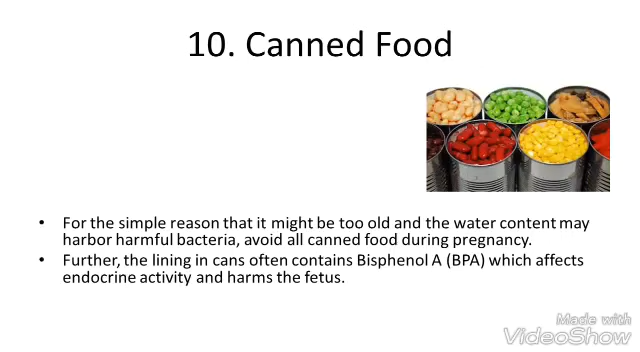 10. Canned Food
• For the simple reason that it might be too old and the water content may
harbor harmful bacteria, avoid all canned food during pregnancy.
• Further, the lining in cans often contains Bisphenol A (BPA) which affects
endocrine activity and harms the fetus.
Made with
VideoShow